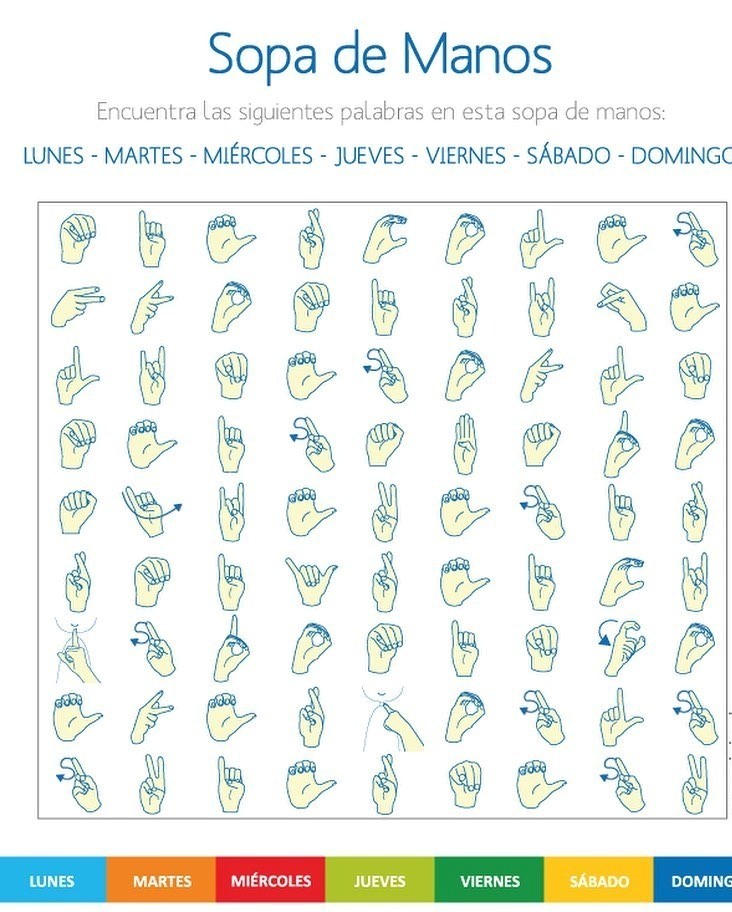 Sopa de Manos
Encuentra las siguientes palabras en esta sopa de manos:
LUNES - MARTES - MIÉRCOLES - JUEVES - VIERNES - SÁBADO - DOMINGO
LUNES MARTES MIÉRCOLES JUEVES VIERNES SÁBADO DOMING